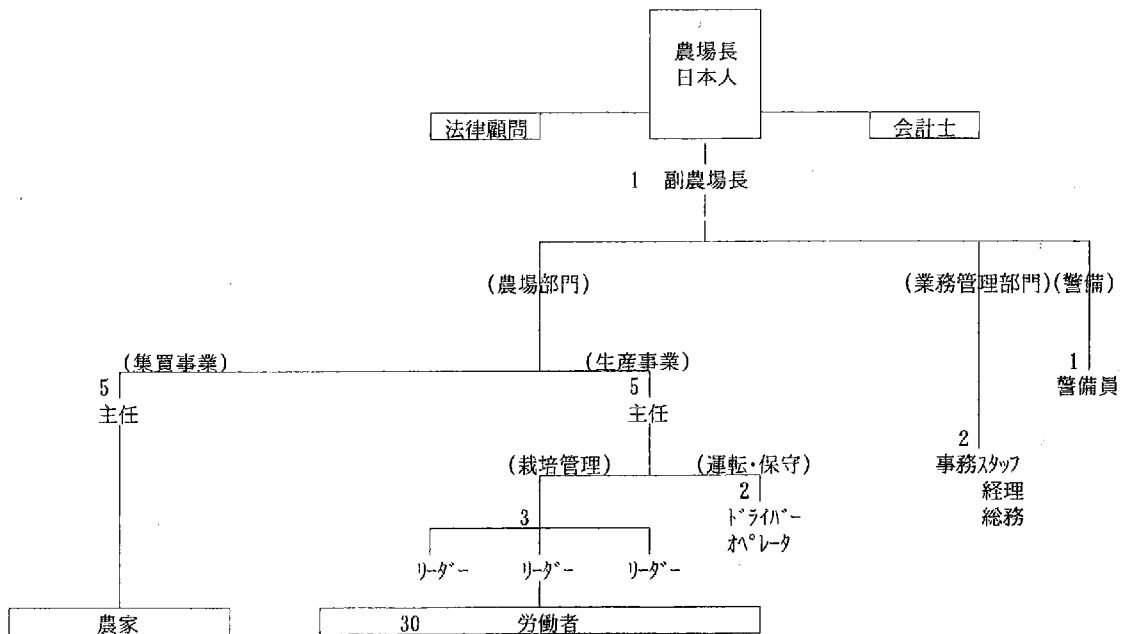 農場長
日本人
法律顧問
会計士
1 副農場長
(農場部門)
(業務管理部門)(警備)
(集買事業)
(生産事業)
5
主任
5
主任
1
警備員
2
事務スタッフ
経理
総務
(栽培管理)
(運転・保守)
2
ドライバー
オペレータ
3
リーダー リーダー リーダー
農家
30 労働者